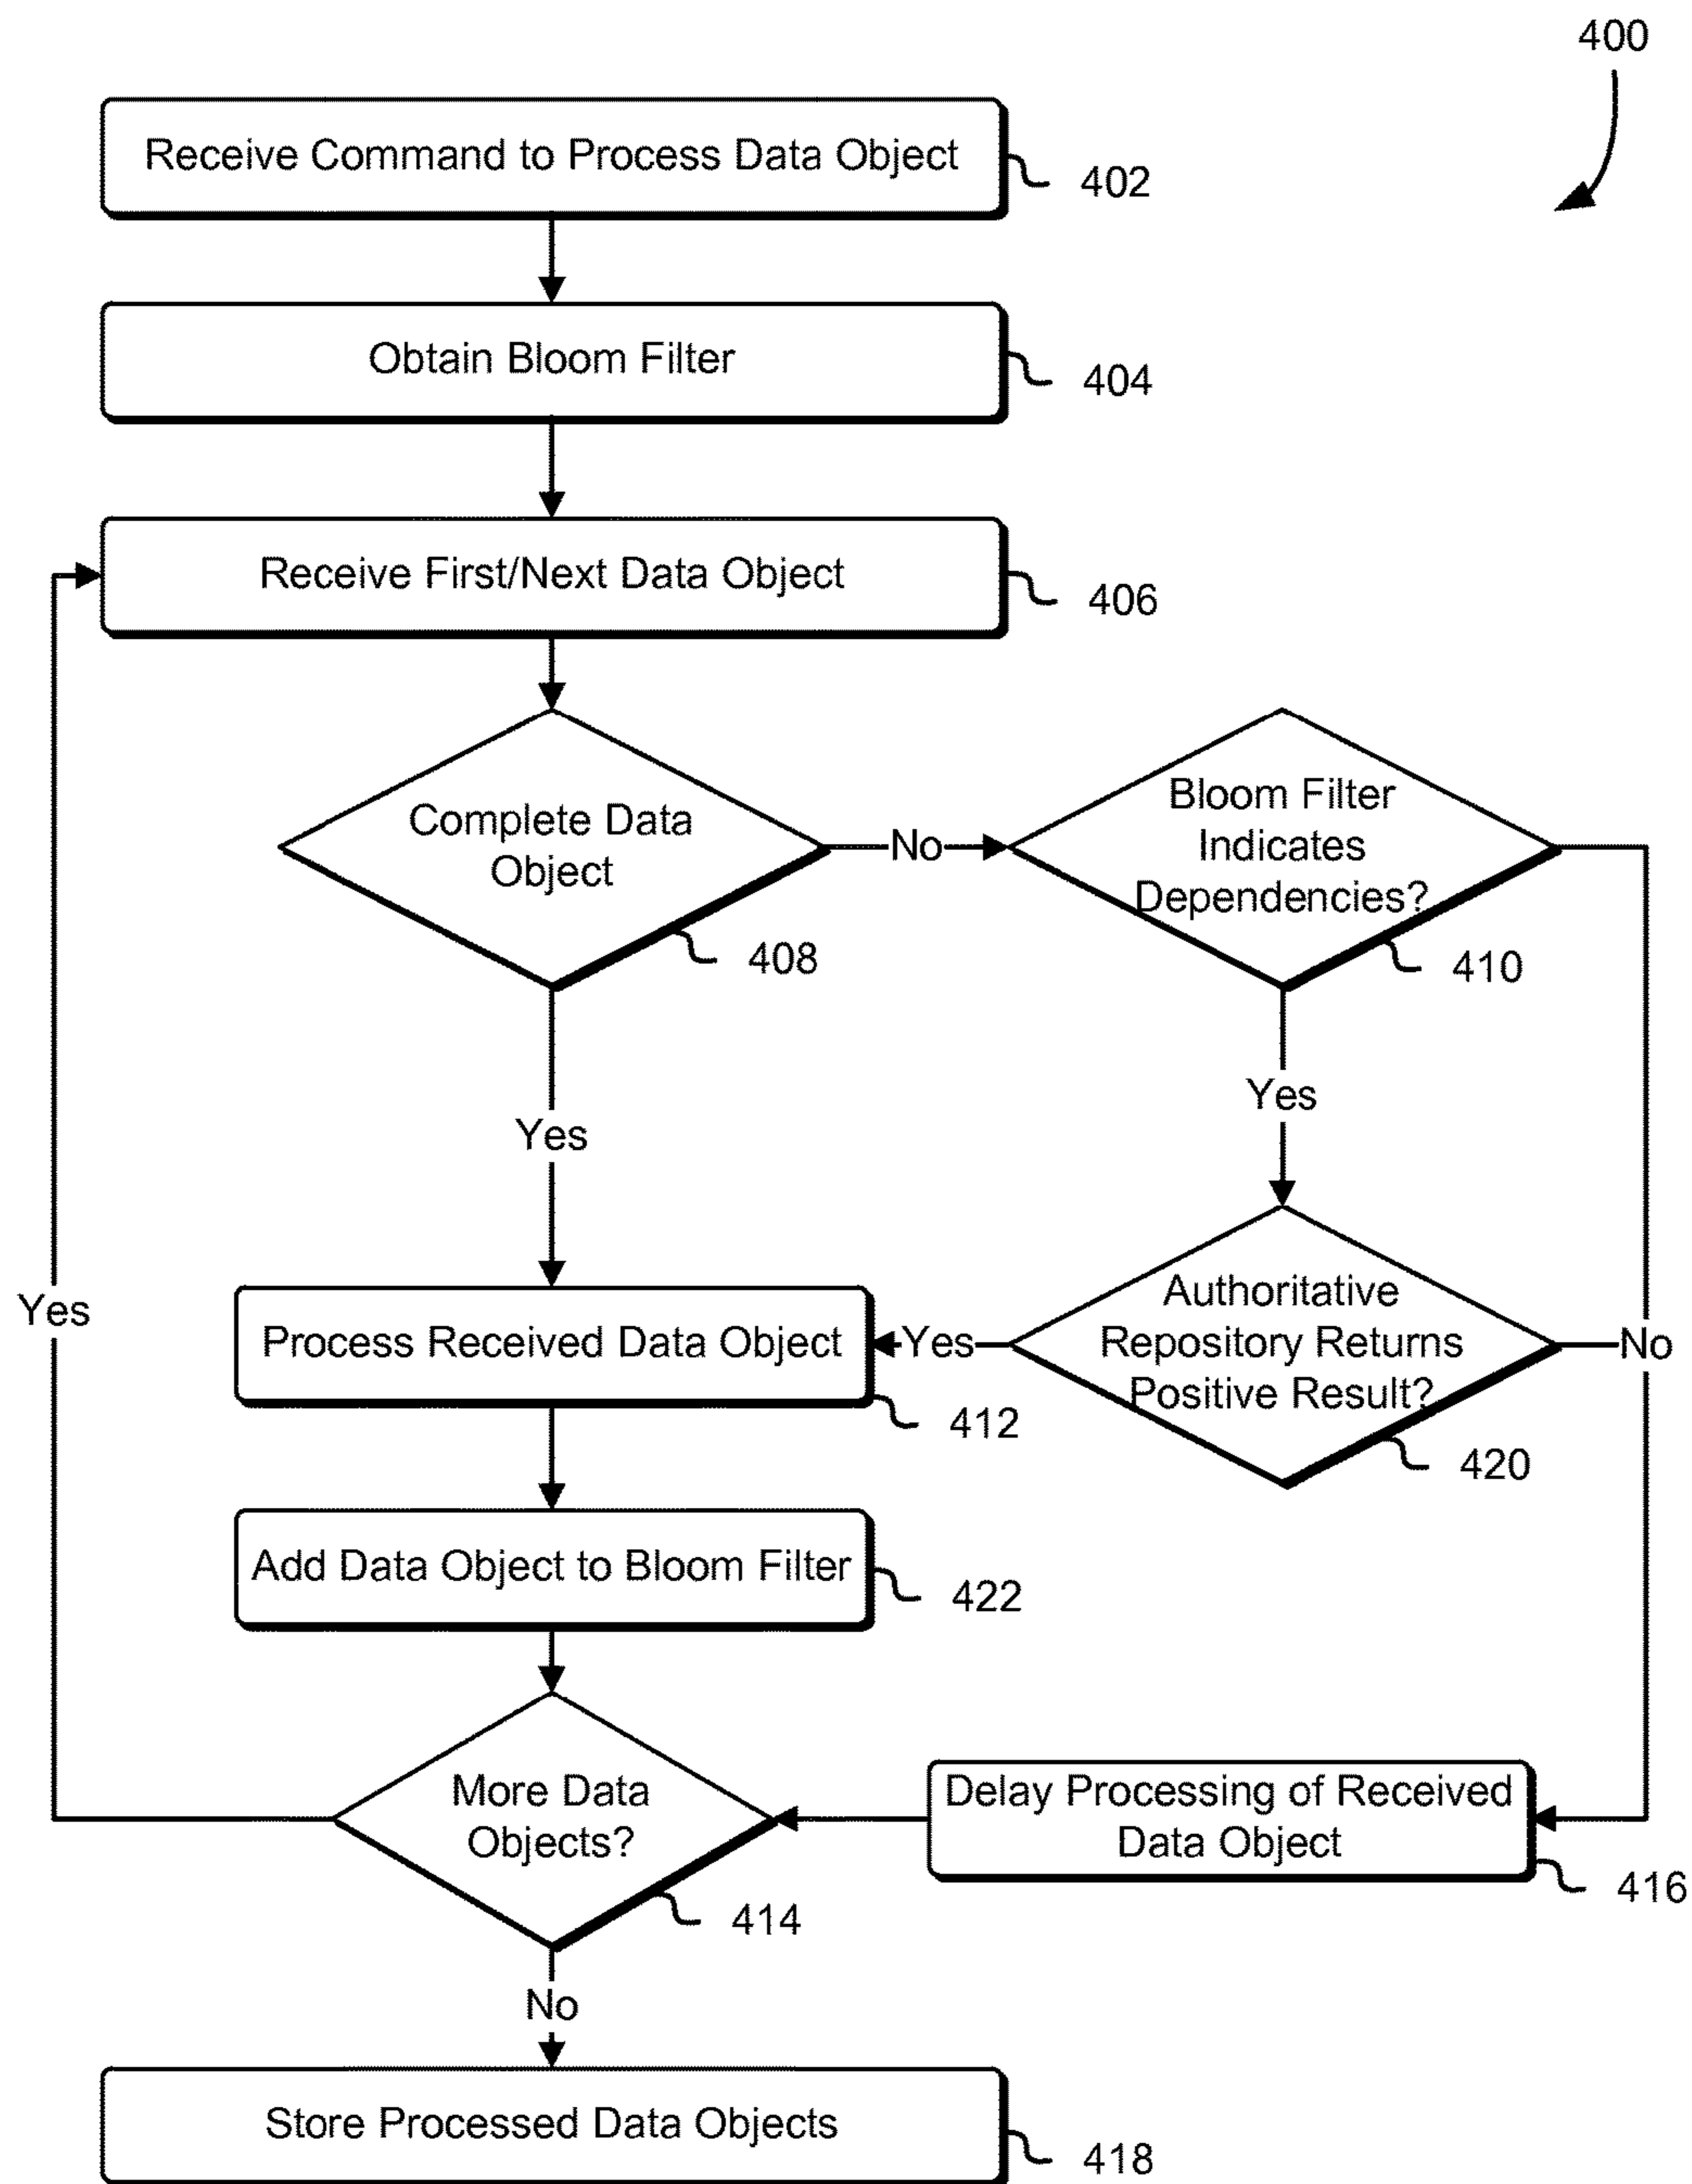 400
Receive Command to Process Data Object
402
Obtain Bloom Filter
404
Receive First/Next Data Object
406
Complete Data
Object
408
No
Bloom Filter
Indicates
Dependencies?
410
Yes
Yes
Authoritative
Repository Returns
Positive Result?
420
Yes
No
Yes
Process Received Data Object
412
Add Data Object to Bloom Filter
422
More Data
Objects?
414
Delay Processing of Received
Data Object
416
No
Store Processed Data Objects
418